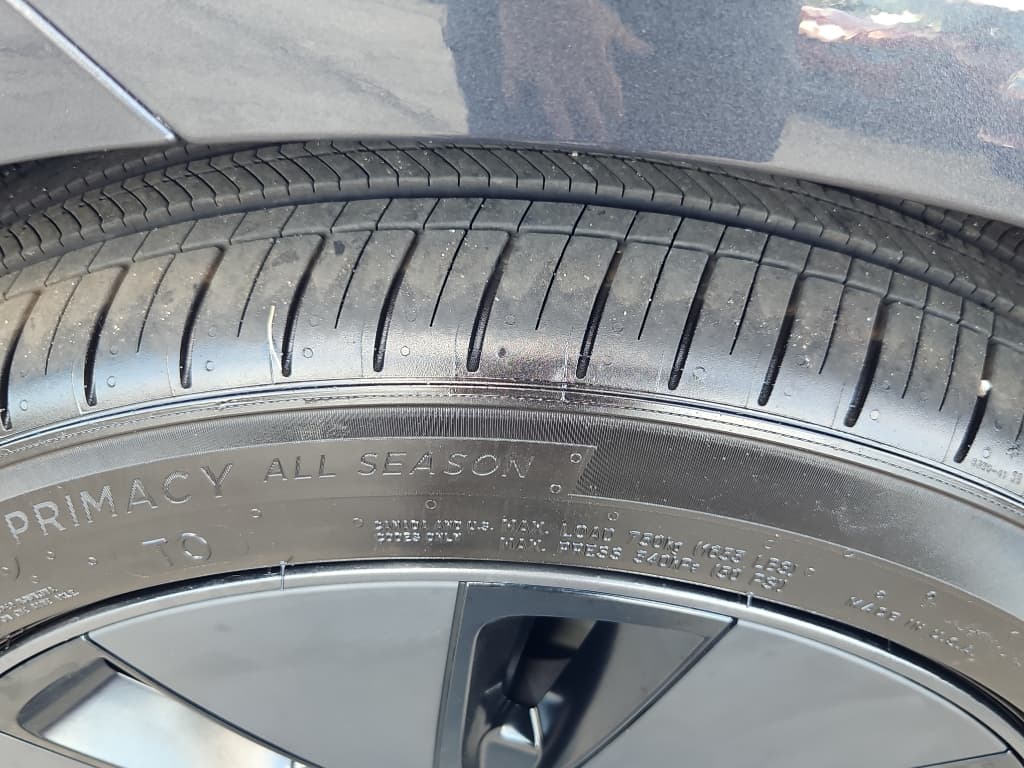 PRIMACY ALL SEASON
TO
CANADA AND U.S.
CODES ONLY
MAX. LOAD 750kg (1655 LBS)
MAX. PRESS 340kPa (50 PSI)
MADE IN U.S.A.